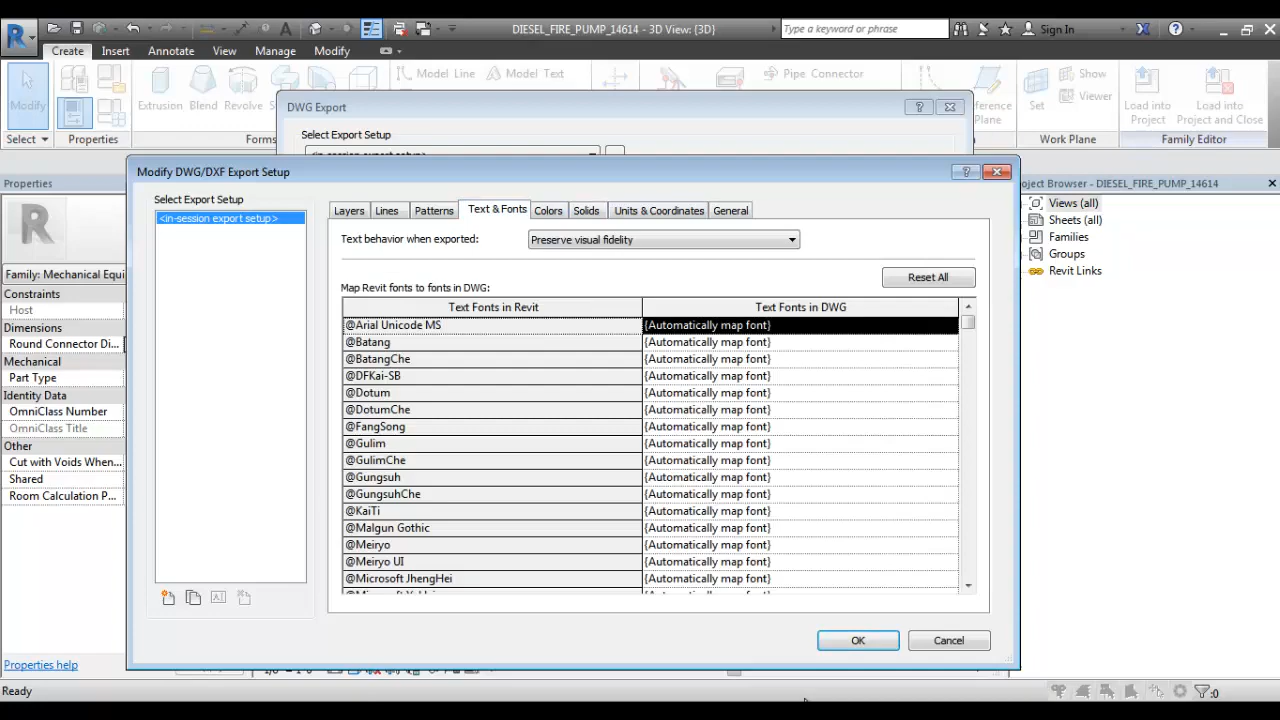 DIESEL_FIRE_PUMP_14614 - 3D View: {3D}
Type a keyword or phrase
Sign In
Create Insert Annotate View Manage Modify
Model Line Model Text Pipe Connector Show
Viewer
Modify Extrusion Blend Revolve Set Load into Project Load into Project and Close
Plane
Select Properties Work Plane Family Editor
DWG Export
Select Export Setup
<in-session export setup>
Properties
Family: Mechanical Equi
Constraints
Host
Dimensions
Round Connector Di...
Mechanical
Part Type
Identity Data
OmniClass Number
OmniClass Title
Other
Cut with Voids When...
Shared
Room Calculation P...
Properties help
Modify DWG/DXF Export Setup
Select Export Setup
<in-session export setup>
Layers Lines Patterns Text & Fonts Colors Solids Units & Coordinates General
Text behavior when exported: Preserve visual fidelity
Reset All
Map Revit fonts to fonts in DWG:
Text Fonts in Revit Text Fonts in DWG
@Arial Unicode MS {Automatically map font}
@Batang {Automatically map font}
@BatangChe {Automatically map font}
@DFKai-SB {Automatically map font}
@Dotum {Automatically map font}
@DotumChe {Automatically map font}
@FangSong {Automatically map font}
@Gulim {Automatically map font}
@GulimChe {Automatically map font}
@Gungsuh {Automatically map font}
@GungsuhChe {Automatically map font}
@KaiTi {Automatically map font}
@Malgun Gothic {Automatically map font}
@Meiryo {Automatically map font}
@Meiryo UI {Automatically map font}
@Microsoft JhengHei {Automatically map font}
OK Cancel
Project Browser - DIESEL_FIRE_PUMP_14614
Views (all)
Sheets (all)
Families
Groups
Revit Links
Ready
:0